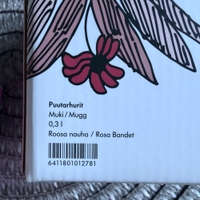 Puutarhurit
Muki / Mugg
0,3 l
Roosa nauha / Rosa Bandet
6411801012781